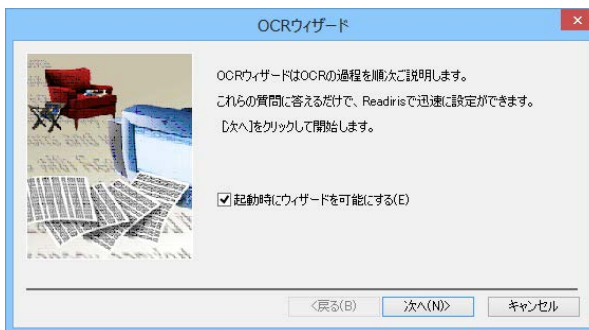 OCRウィザード
OCRウィザードはOCRの過程を順次ご説明します。
これらの質問に答えるだけで、Readirisで迅速に設定ができます。
[次へ]をクリックして開始します。
起動時にウィザードを可能にする(E)
<戻る(B)
次へ(N)>
キャンセル